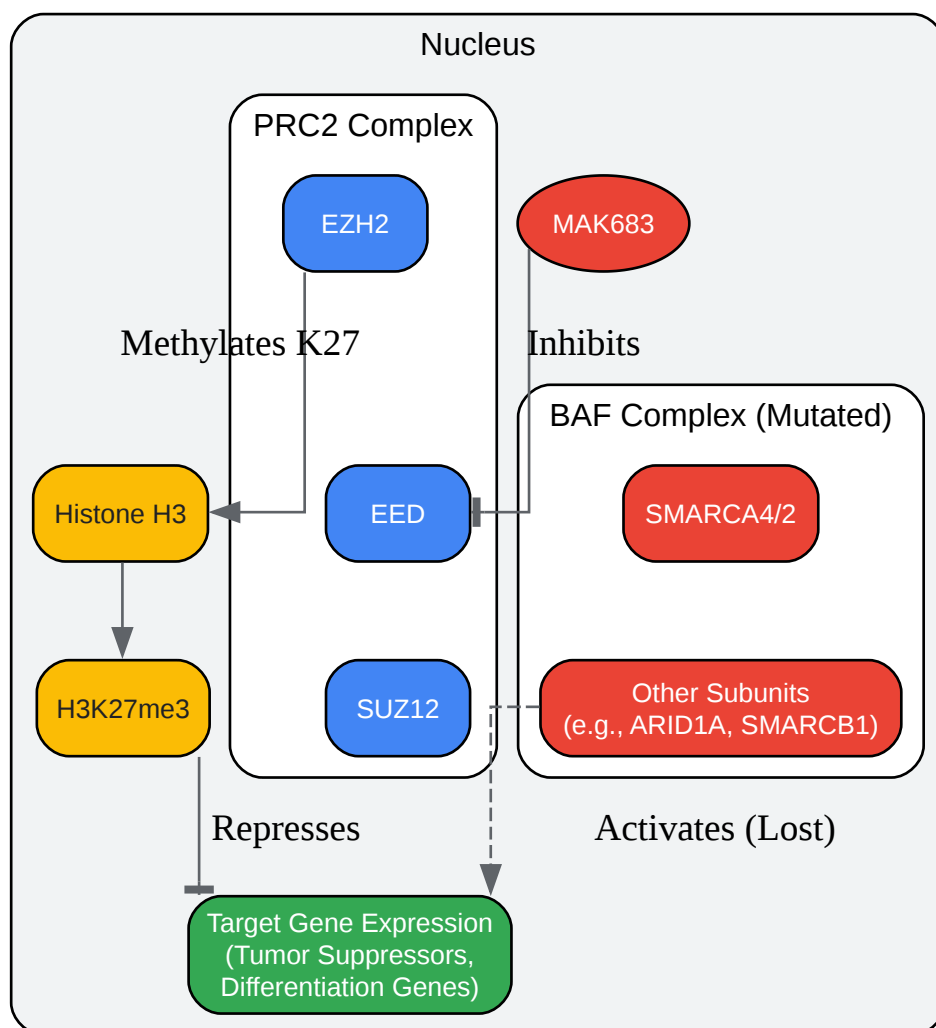 Nucleus
PRC2 Complex
EZH2
MAK683
Methylates K27
Inhibits
BAF Complex (Mutated)
Histone H3
EED
SMARCA4/2
H3K27me3
SUZ12
Other Subunits
(e.g., ARID1A, SMARCB1)
Represses
Activates (Lost)
Target Gene Expression
(Tumor Suppressors,
Differentiation Genes)